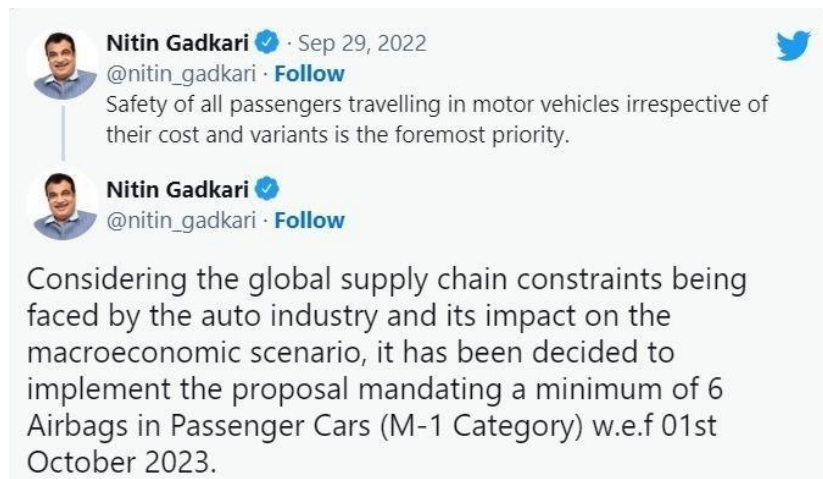 Nitin Gadkari · Sep 29, 2022
@nitin_gadkari · Follow
Safety of all passengers travelling in motor vehicles irrespective of
their cost and variants is the foremost priority.
Nitin Gadkari
@nitin_gadkari · Follow
Considering the global supply chain constraints being
faced by the auto industry and its impact on the
macroeconomic scenario, it has been decided to
implement the proposal mandating a minimum of 6
Airbags in Passenger Cars (M-1 Category) w.e.f 01st
October 2023.